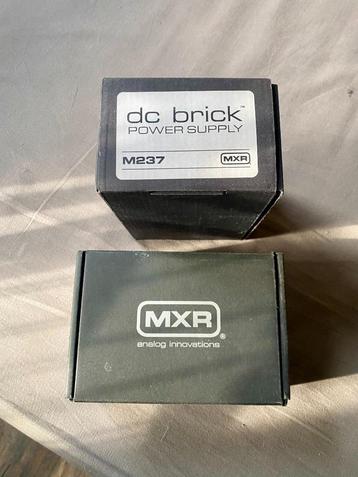 dc brick™
POWER SUPPLY
M237 MXR
MXR®
analog innovations